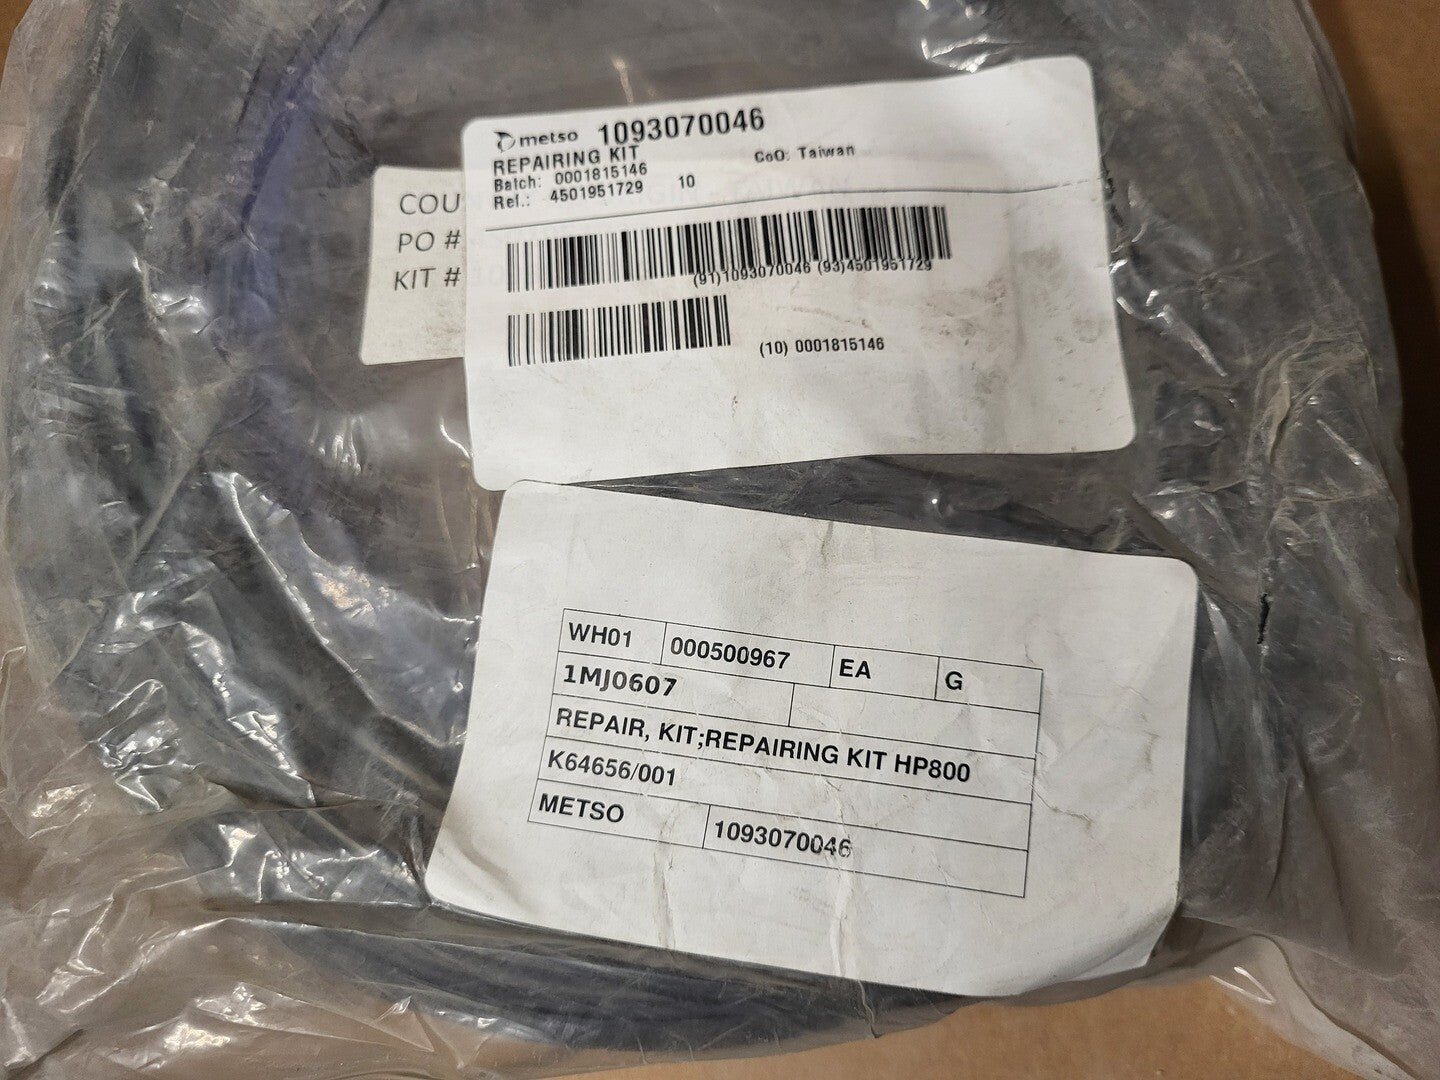 metso 1093070046
REPAIRING KIT
CoO: Taiwan
Batch: 0001815146
Ref.: 4501951729 10
(91)1093070046 (93)4501951729
(10) 0001815146
COU
PO #
KIT #
WH01 000500967 EA G
1MJ0607
REPAIR, KIT;REPAIRING KIT HP800
K64656/001
METSO 1093070046